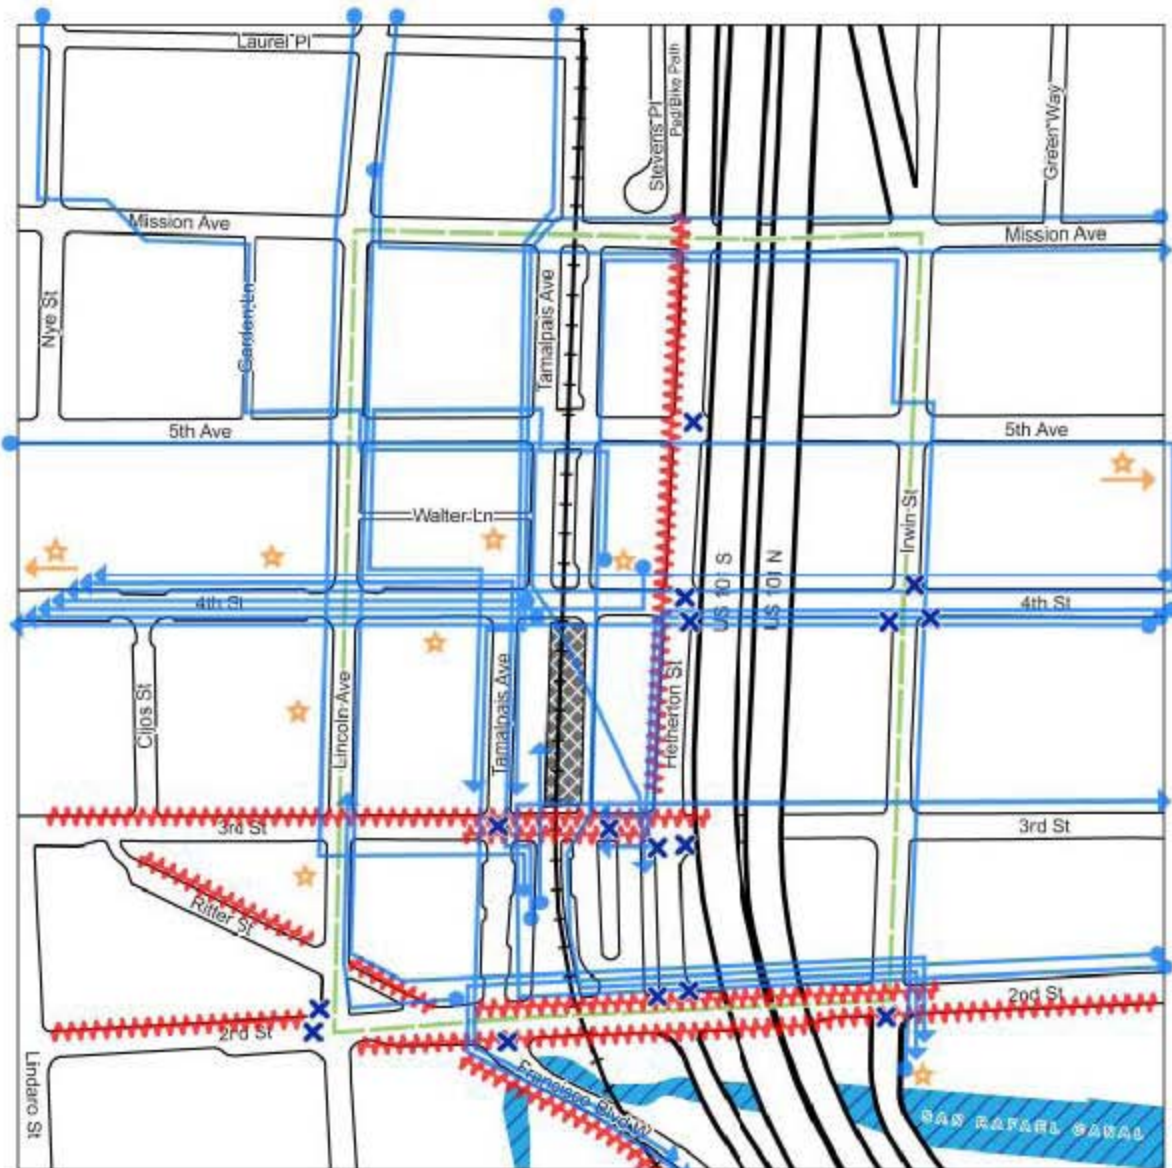 Laurel Pl
Stevens Pl
Ped/Bike Path
Green Way
Mission Ave
Mission Ave
Nye St
Garden Ln
Tamalpais Ave
5th Ave
5th Ave
Walter Ln
Irwin St
US 101 S
US 101 N
4th St
4th St
Cijos St
Lincoln Ave
Tamalpais Ave
Hetherton St
3rd St
3rd St
Ritter St
2nd St
2rd St
Lindaro St
Francisco Blvd W
SAN RAFAEL CANAL